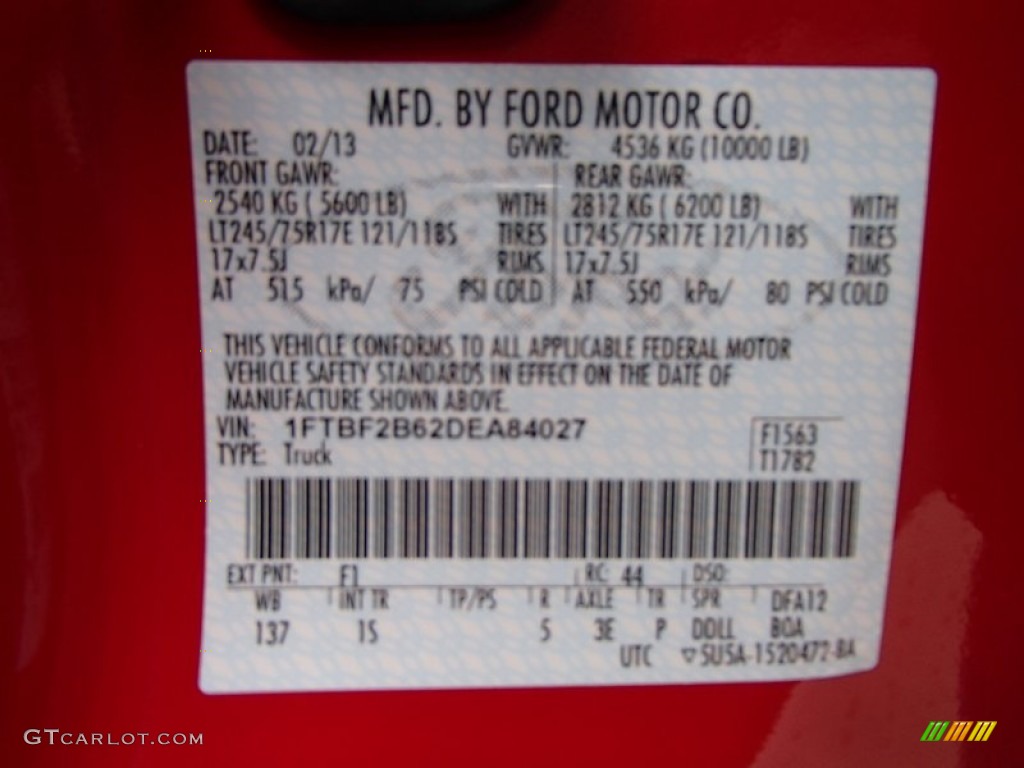 MFD. BY FORD MOTOR CO.
DATE: 02/13 GVWR: 4536 KG (10000 LB)
FRONT GAWR: REAR GAWR:
2540 KG ( 5600 LB) WITH 2812 KG ( 6200 LB) WITH
LT245/75R17E 121/118S TIRES LT245/75R17E 121/118S TIRES
17x7.5J RIMS 17x7.5J RIMS
AT 515 kPa/ 75 PSI COLD AT 550 kPa/ 80 PSI COLD
THIS VEHICLE CONFORMS TO ALL APPLICABLE FEDERAL MOTOR
VEHICLE SAFETY STANDARDS IN EFFECT ON THE DATE OF
MANUFACTURE SHOWN ABOVE.
VIN: 1FTBF2B62DEA84027 F1563
TYPE: Truck T1782
EXT PNT: F1 RC: 44 DSO:
WB INT TR TP/PS R AXLE TR SPR DFA12
137 1S 5 3E P DOLL BOA
UTC ▽5U5A-1520472-BA
GTCARLOT.COM